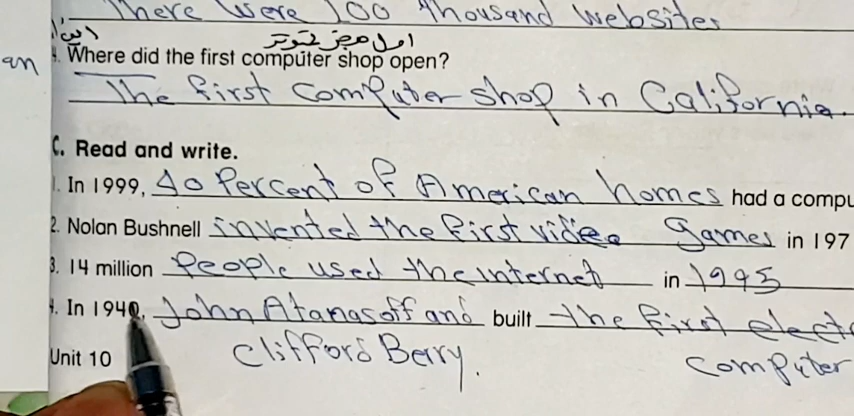 There were 100 thousand websites
اين
اول متجر كمبيوتر
an
4. Where did the first computer shop open?
The first computer shop in California.
C. Read and write.
1. In 1999, 40 Percent of American homes had a compu
2. Nolan Bushnell invented the first video games in 197
3. 14 million People used the internet in 1995
4. In 1940, John Atanasoff and built the first elect
Clifford Berry. computer
Unit 10